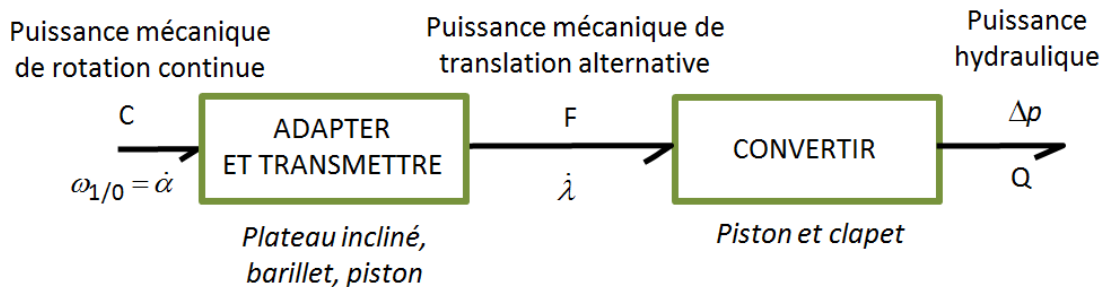 Puissance mécanique
de rotation continue
Puissance mécanique de
translation alternative
Puissance
hydraulique
C
ω1/0 = α̇
ADAPTER
ET TRANSMETTRE
F
λ̇
CONVERTIR
Δp
Q
Plateau incliné,
barillet, piston
Piston et clapet